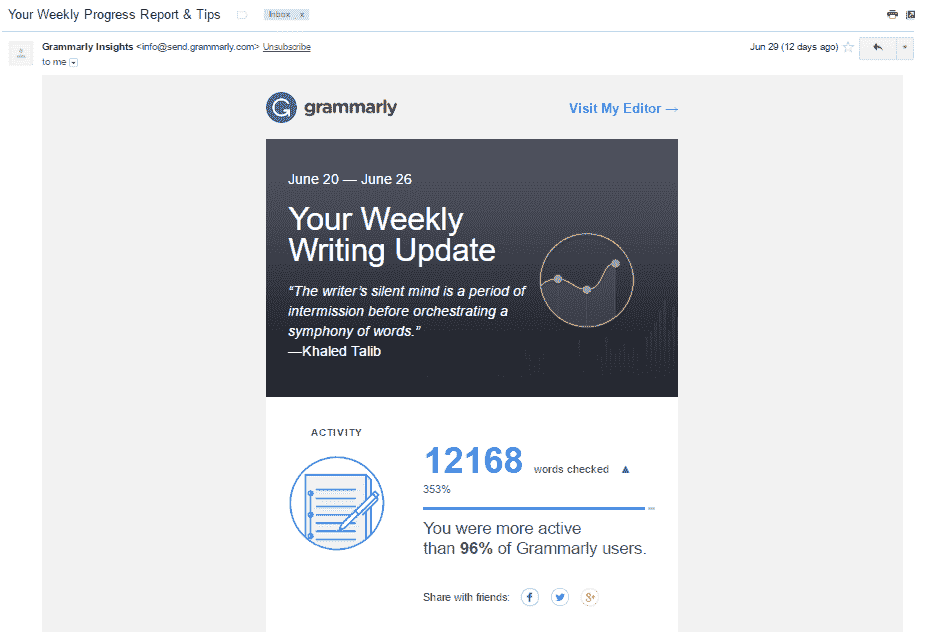 Your Weekly Progress Report & Tips Inbox x
Grammarly Insights <info@send.grammarly.com> Unsubscribe Jun 29 (12 days ago)
to me
grammarly Visit My Editor →
June 20 — June 26
Your Weekly
Writing Update
“The writer’s silent mind is a period of
intermission before orchestrating a
symphony of words.”
—Khaled Talib
ACTIVITY
12168 words checked ▲
353%
You were more active
than 96% of Grammarly users.
Share with friends: